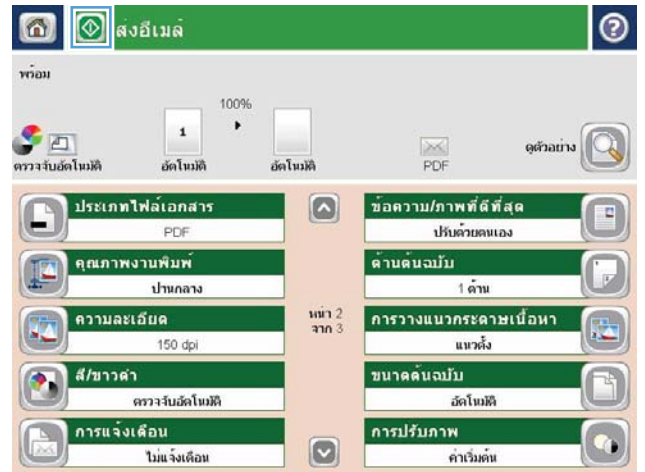 ส่งอีเมล์
พร้อม
100%
1
ตรวจจับอัตโนมัติ
อัตโนมัติ
อัตโนมัติ
PDF
ดูตัวอย่าง
ประเภทไฟล์เอกสาร
PDF
ข้อความ/ภาพที่ดีที่สุด
ปรับด้วยตนเอง
คุณภาพงานพิมพ์
ปานกลาง
ด้านต้นฉบับ
1 ด้าน
ความละเอียด
150 dpi
หน้า 2
จาก 3
การวางแนวกระดาษเนื้อหา
แนวตั้ง
สี/ขาวดำ
ตรวจจับอัตโนมัติ
ขนาดต้นฉบับ
อัตโนมัติ
การแจ้งเตือน
ไม่แจ้งเตือน
การปรับภาพ
ค่าเริ่มต้น